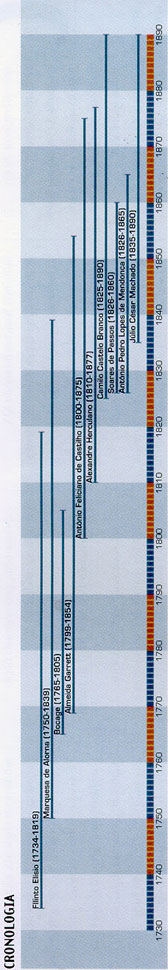 CRONOLOGIA
Filinto Elísio (1734-1819)
Marquesa de Alorna (1750-1839)
Bocage (1765-1805)
Almeida Garrett (1799-1854)
António Feliciano de Castilho (1800-1875)
Alexandre Herculano (1810-1877)
Camilo Castelo Branco (1825-1890)
Soares de Passos (1826-1860)
António Pedro Lopes de Mendonça (1826-1865)
Júlio César Machado (1835-1890)
1730 1740 1750 1760 1770 1780 1790 1800 1810 1820 1830 1840 1850 1860 1870 1880 1890